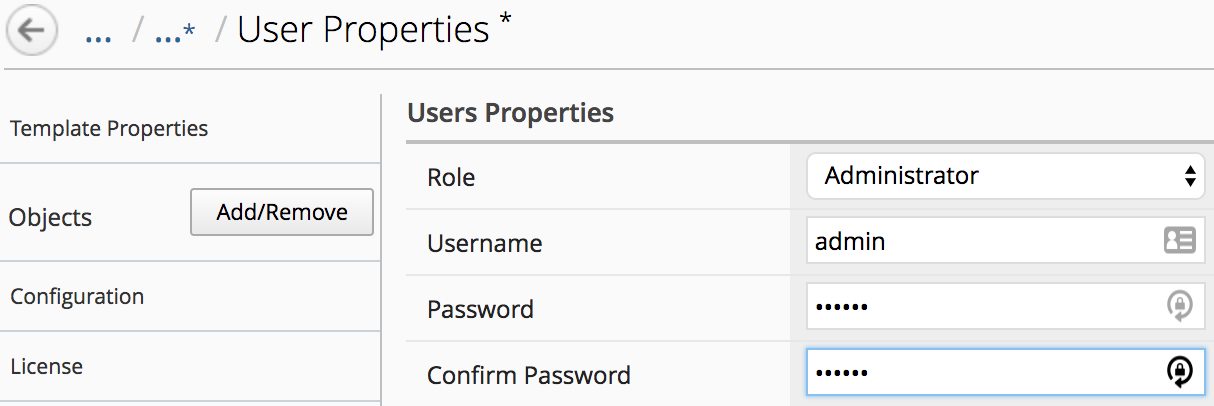 ... / ...* / User Properties *
Template Properties
Objects Add/Remove
Configuration
License
Users Properties
Role Administrator
Username admin
Password ••••••
Confirm Password ••••••